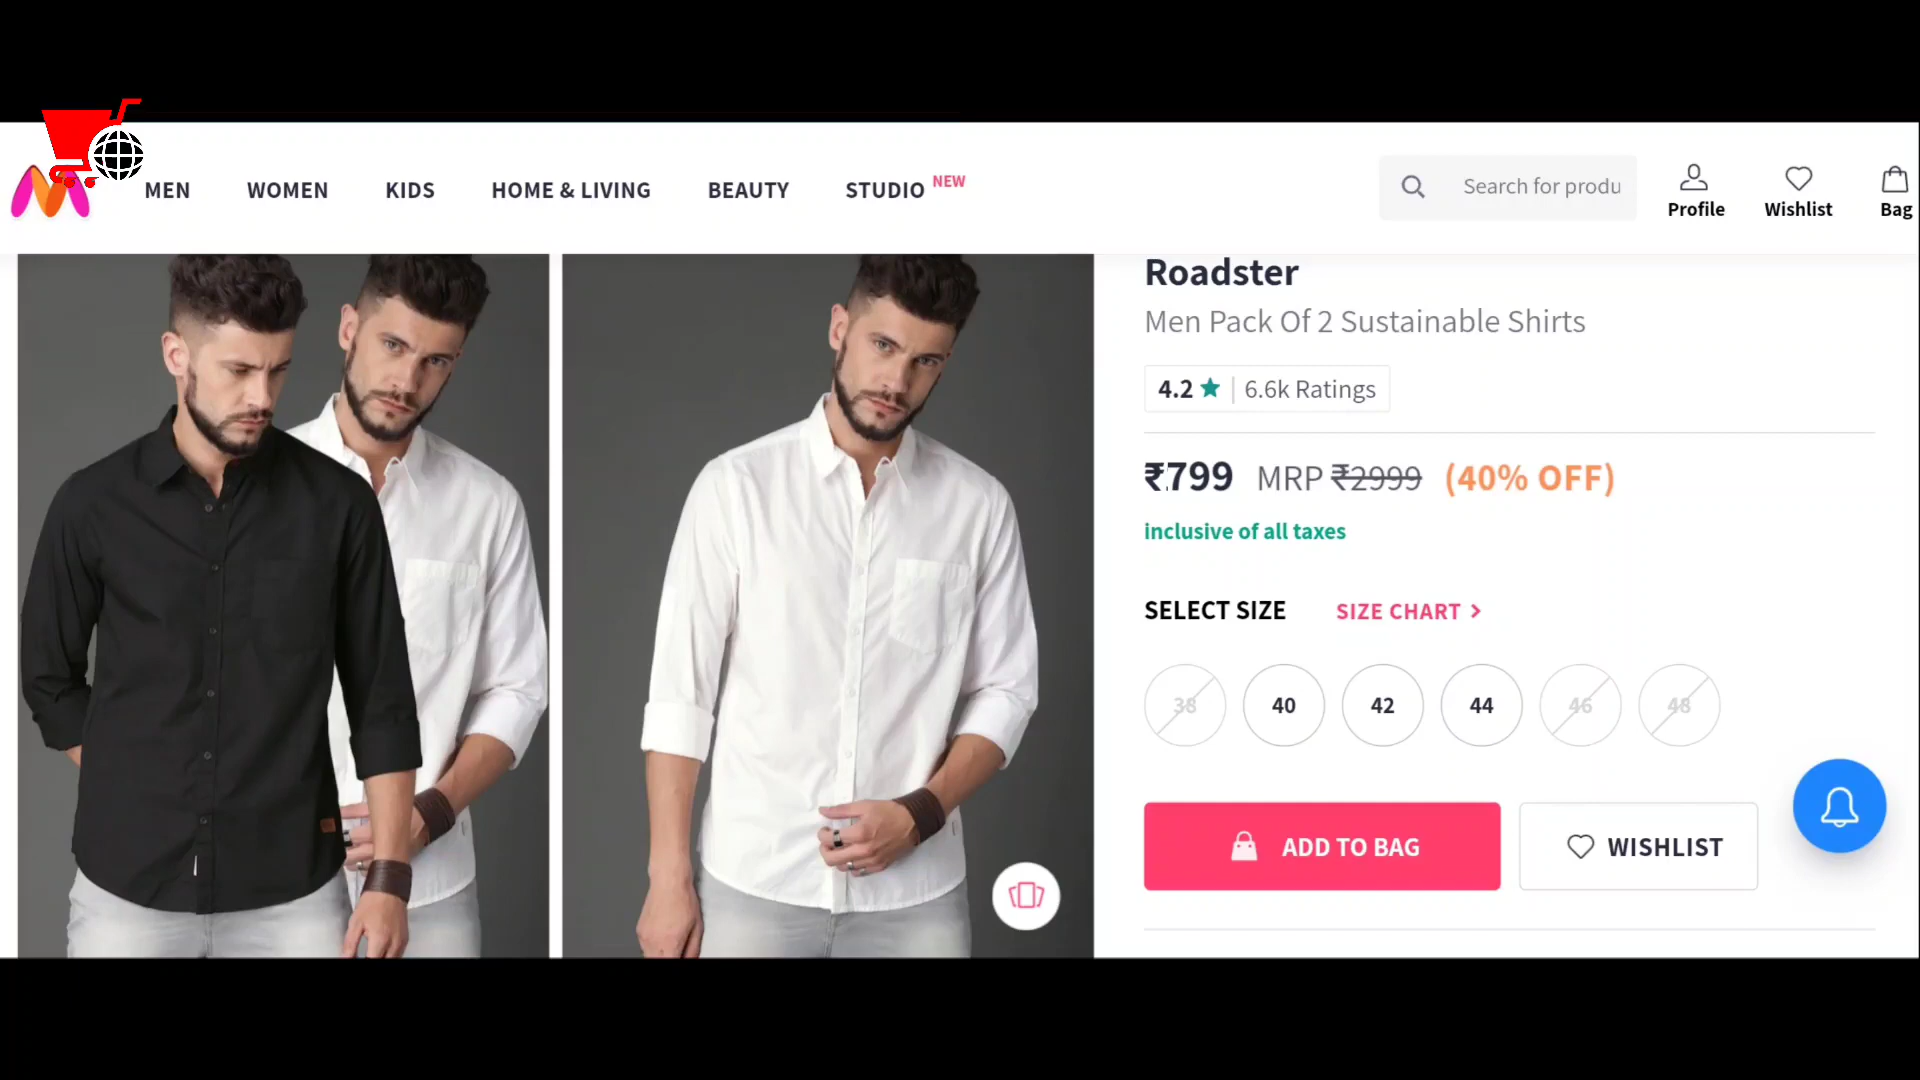 MEN WOMEN KIDS HOME & LIVING BEAUTY STUDIO NEW
Search for produ
Profile Wishlist Bag
Roadster
Men Pack Of 2 Sustainable Shirts
4.2 ★ | 6.6k Ratings
₹799 MRP ₹2999 (40% OFF)
inclusive of all taxes
SELECT SIZE SIZE CHART >
38 40 42 44 46 48
ADD TO BAG WISHLIST